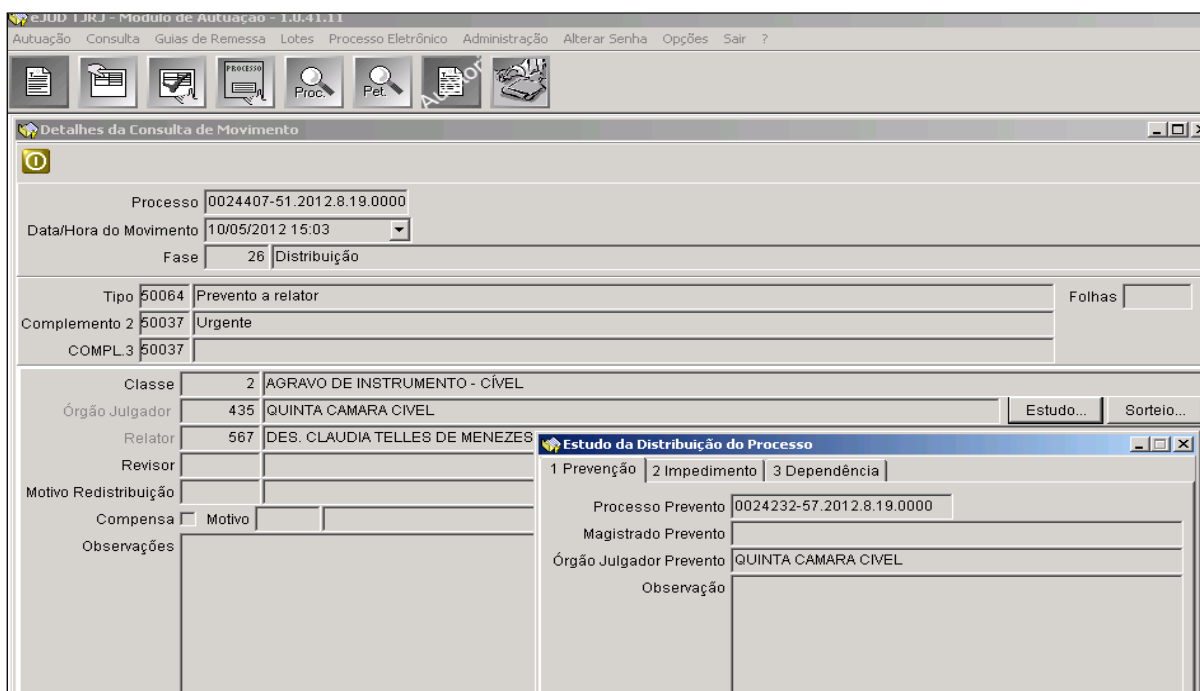 eJUD TJRJ - Módulo de Autuação - 1.0.41.11
Autuação Consulta Guias de Remessa Lotes Processo Eletrônico Administração Alterar Senha Opções Sair ?
PROCESSO
Proc. Pet.
Detalhes da Consulta de Movimento
Processo 0024407-51.2012.8.19.0000
Data/Hora do Movimento 10/05/2012 15:03
Fase 26 Distribuição
Tipo 50064 Prevento a relator Folhas
Complemento 2 50037 Urgente
COMPL.3 50037
Classe 2 AGRAVO DE INSTRUMENTO - CÍVEL
Órgão Julgador 435 QUINTA CAMARA CIVEL Estudo... Sorteio...
Relator 567 DES. CLAUDIA TELLES DE MENEZES
Revisor
Motivo Redistribuição
Compensa Motivo
Observações
Estudo da Distribuição do Processo
1 Prevenção 2 Impedimento 3 Dependência
Processo Prevento 0024232-57.2012.8.19.0000
Magistrado Prevento
Órgão Julgador Prevento QUINTA CAMARA CIVEL
Observação